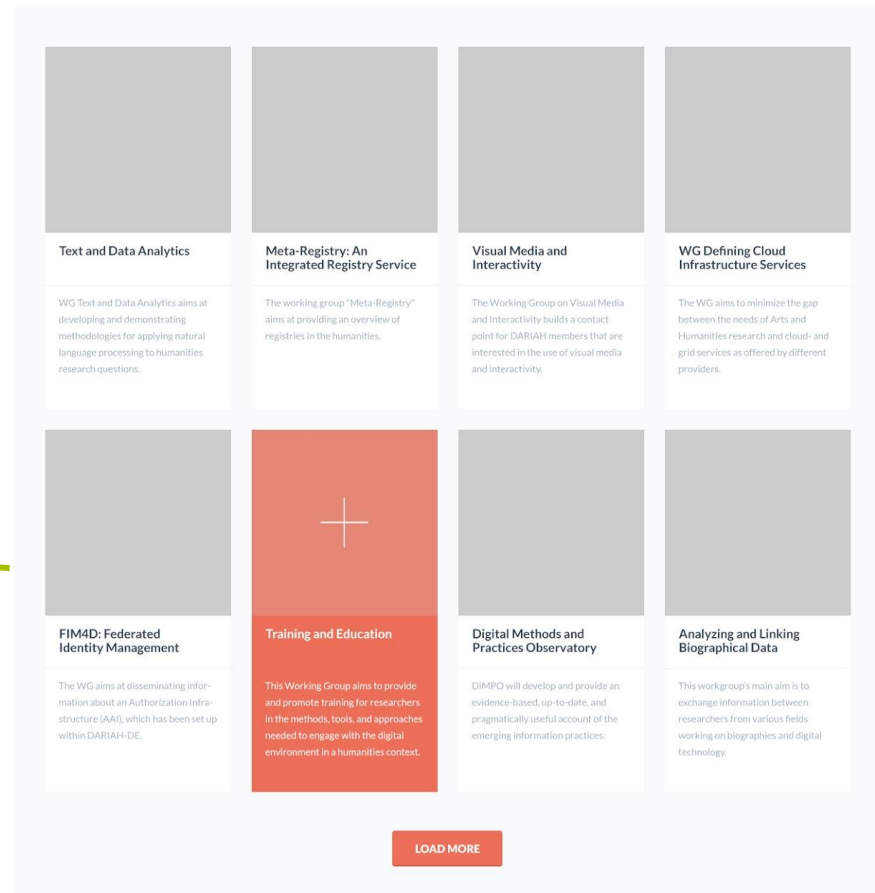 Text and Data Analytics
WG Text and Data Analytics aims at
developing and demonstrating
methodologies for applying natural
language processing to humanities
research questions.
Meta-Registry: An
Integrated Registry Service
The working group "Meta-Registry"
aims at providing an overview of
registries in the humanities.
Visual Media and
Interactivity
The Working Group on Visual Media
and Interactivity builds a contact
point for DARIAH members that are
interested in the use of visual media
and interactivity.
WG Defining Cloud
Infrastructure Services
The WG aims to minimize the gap
between the needs of Arts and
Humanities research and cloud- and
grid services as offered by different
providers.
FIM4D: Federated
Identity Management
The WG aims at disseminating infor-
mation about an Authorization Infra-
structure (AAI), which has been set up
within DARIAH-DE.
Training and Education
This Working Group aims to provide
and promote training for researchers
in the methods, tools, and approaches
needed to engage with the digital
environment in a humanities context.
Digital Methods and
Practices Observatory
DiMPO will develop and provide an
evidence-based, up-to-date, and
pragmatically useful account of the
emerging information practices.
Analyzing and Linking
Biographical Data
This workgroup's main aim is to
exchange information between
researchers from various fields
working on biographies and digital
technology.
LOAD MORE